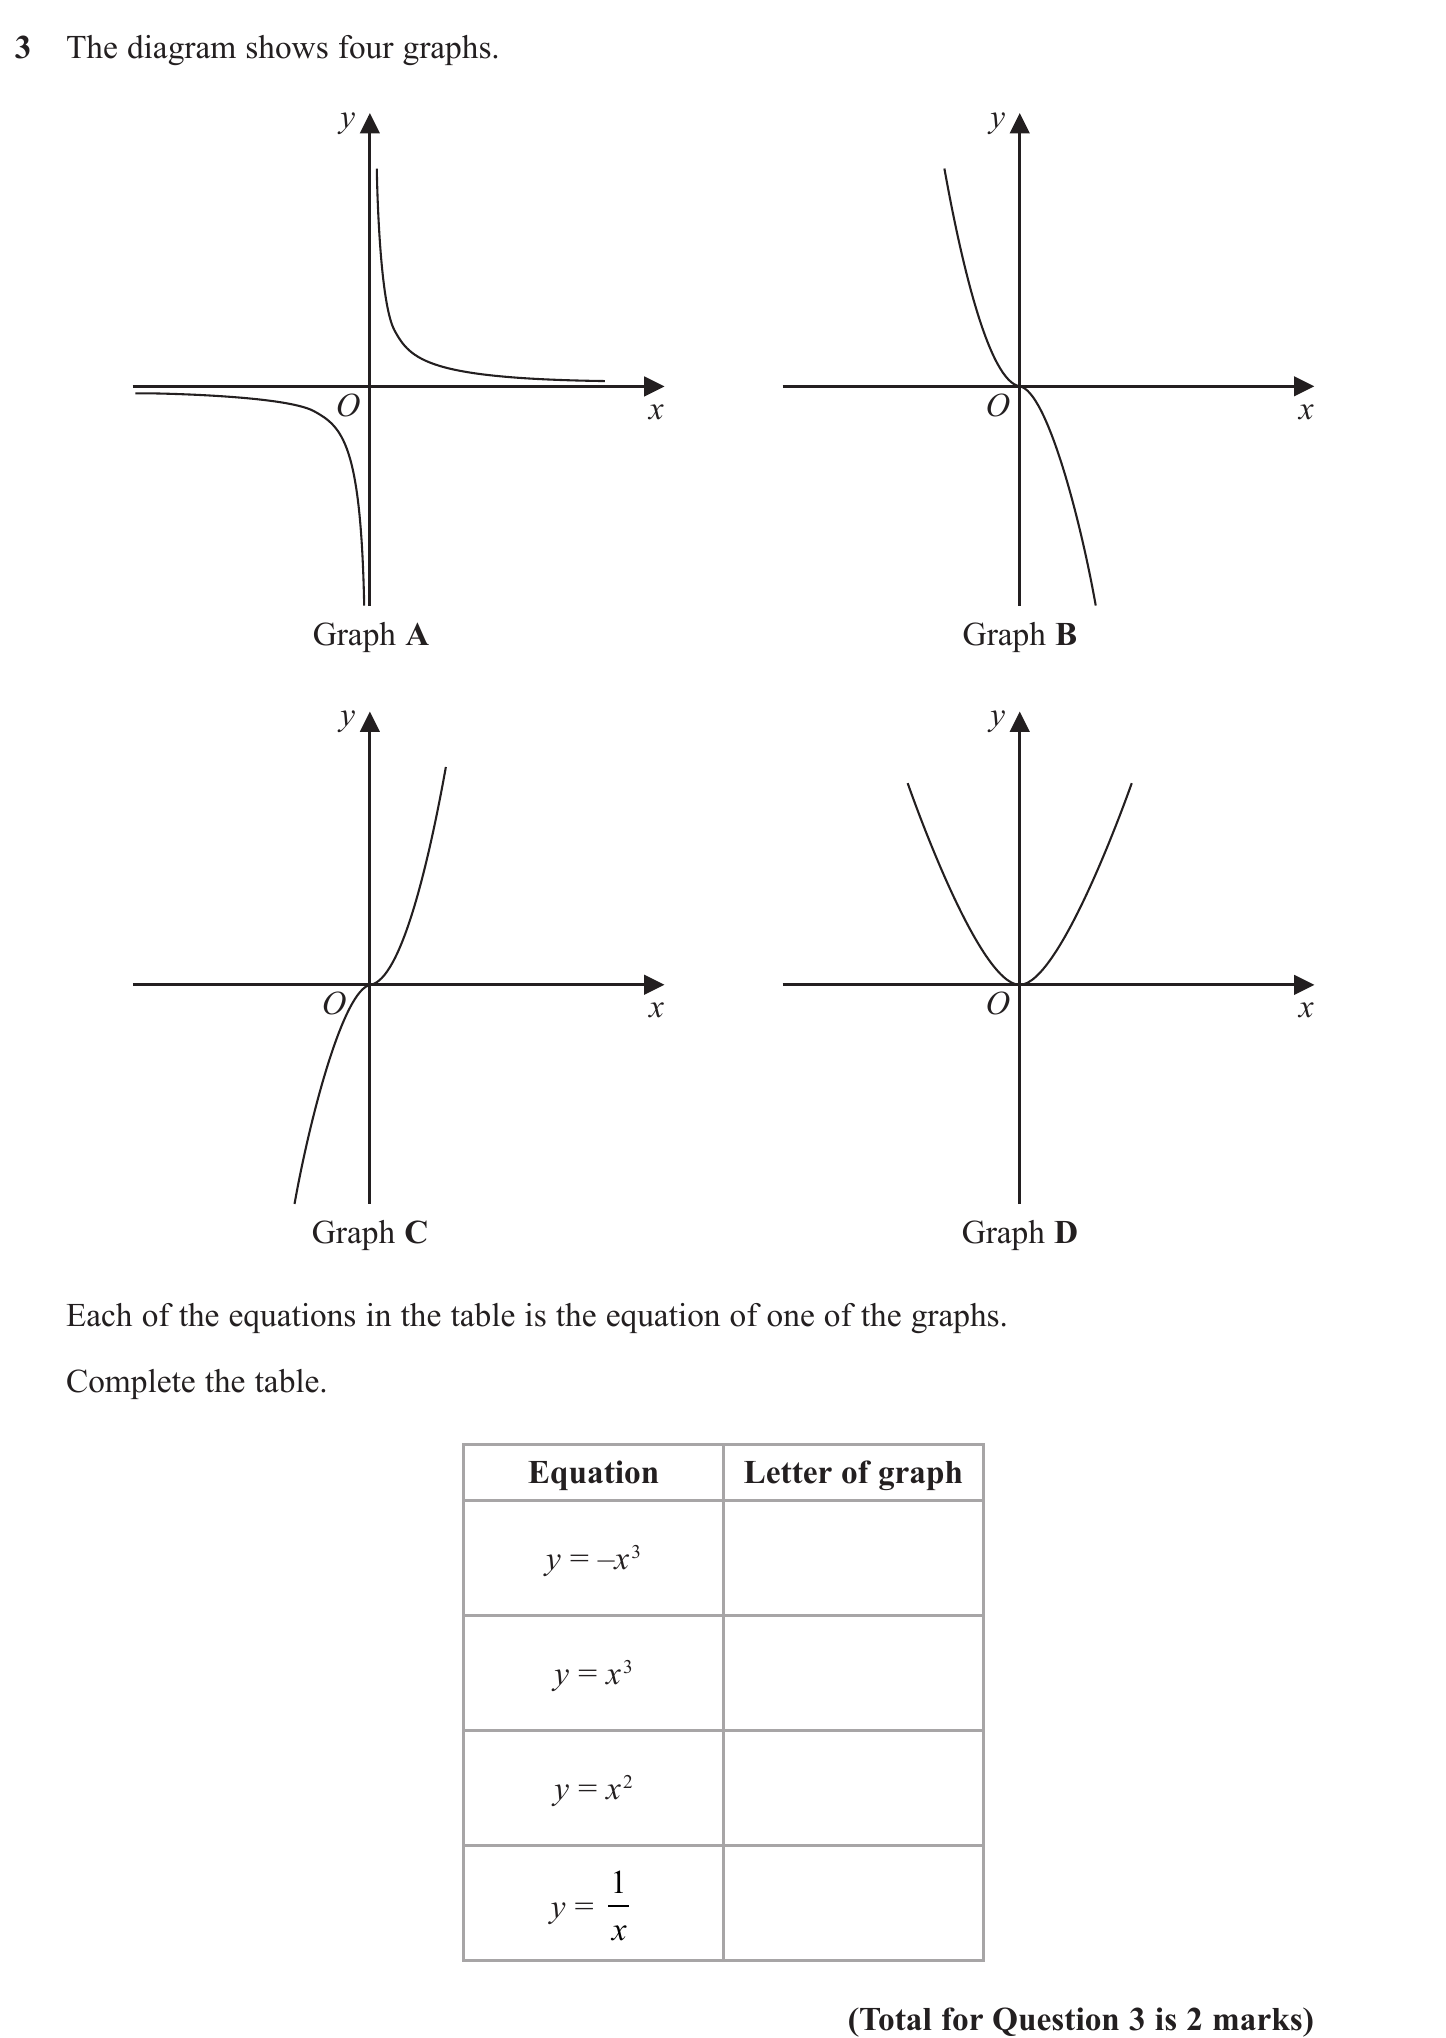 3 The diagram shows four graphs.
y y
O x O x
Graph A Graph B
y y
O x O x
Graph C Graph D
Each of the equations in the table is the equation of one of the graphs.
Complete the table.
Equation Letter of graph
y = –x³
y = x³
y = x²
y = 1/x
(Total for Question 3 is 2 marks)